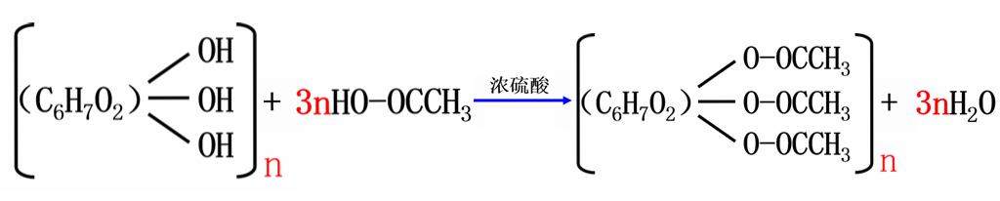 OH
(C₆H₇O₂) OH + 3nHO-OCCH₃ 浓硫酸 (C₆H₇O₂) O-OCCH₃ + 3nH₂O
OH
n
O-OCCH₃
O-OCCH₃
n